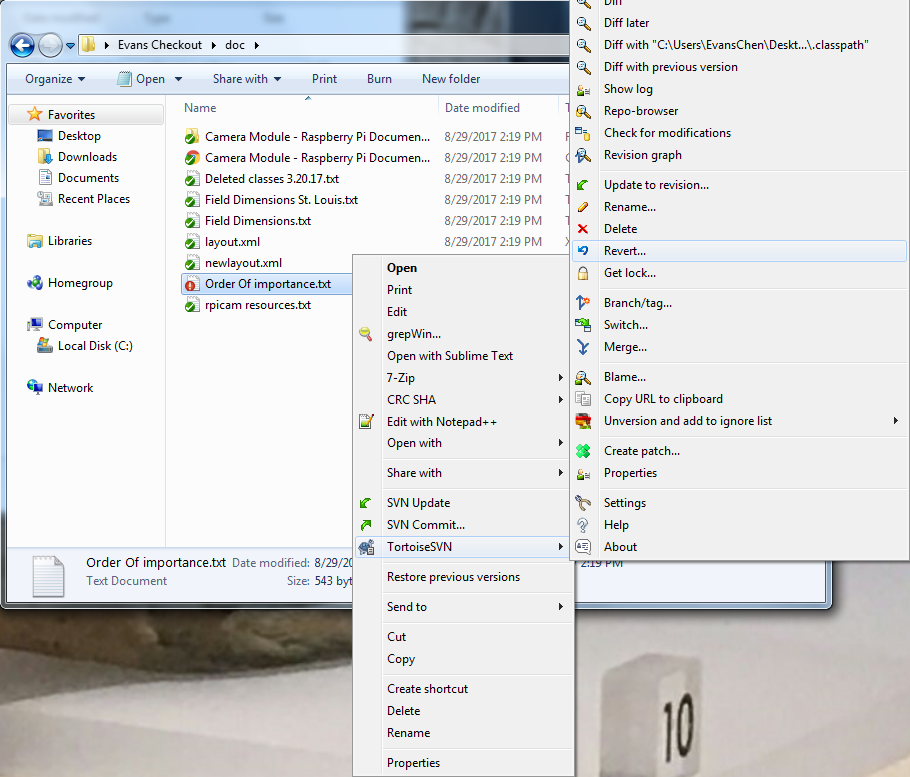 Date modified Type Size
Evans Checkout doc
Organize Open Share with Print Burn New folder
Favorites
Desktop
Downloads
Documents
Recent Places
Libraries
Homegroup
Computer
Local Disk (C:)
Network
Name Date modified
Camera Module - Raspberry Pi Documen... 8/29/2017 2:19 PM
Camera Module - Raspberry Pi Documen... 8/29/2017 2:19 PM
Deleted classes 3.20.17.txt 8/29/2017 2:19 PM
Field Dimensions St. Louis.txt 8/29/2017 2:19 PM
Field Dimensions.txt 8/29/2017 2:19 PM
layout.xml 8/29/2017 2:19 PM
newlayout.xml
Order Of importance.txt
rpicam resources.txt
Order Of importance.txt Date modified: 8/29/20
Text Document Size: 543 byt
2:19 PM
Open
Print
Edit
grepWin...
Open with Sublime Text
7-Zip
CRC SHA
Edit with Notepad++
Open with
Share with
SVN Update
SVN Commit...
TortoiseSVN
Restore previous versions
Send to
Cut
Copy
Create shortcut
Delete
Rename
Properties
Diff
Diff later
Diff with "C:\Users\EvansChen\Deskt...\.classpath"
Diff with previous version
Show log
Repo-browser
Check for modifications
Revision graph
Update to revision...
Rename...
Delete
Revert...
Get lock...
Branch/tag...
Switch...
Merge...
Blame...
Copy URL to clipboard
Unversion and add to ignore list
Create patch...
Properties
Settings
Help
About
10